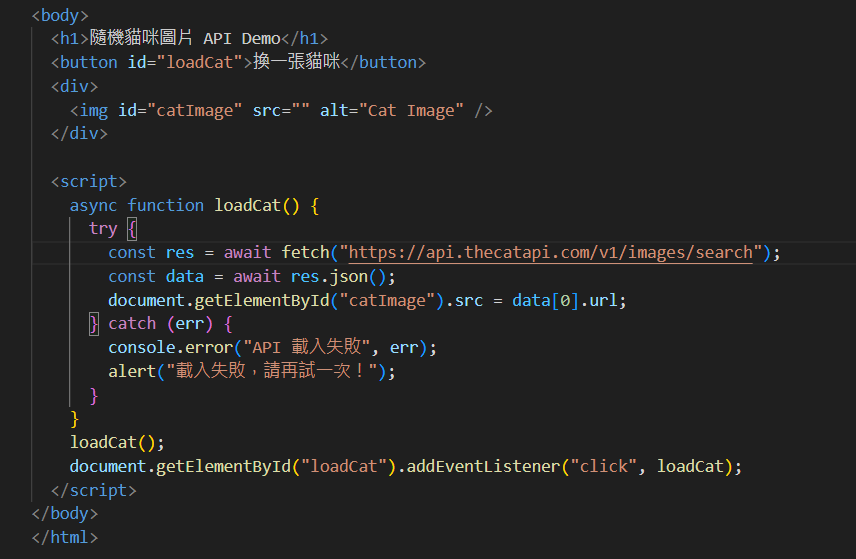 <body>
<h1>隨機貓咪圖片 API Demo</h1>
<button id="loadCat">換一張貓咪</button>
<div>
<img id="catImage" src="" alt="Cat Image" />
</div>
<script>
async function loadCat() {
try {
const res = await fetch("https://api.thecatapi.com/v1/images/search");
const data = await res.json();
document.getElementById("catImage").src = data[0].url;
} catch (err) {
console.error("API 載入失敗", err);
alert("載入失敗，請再試一次！");
}
}
loadCat();
document.getElementById("loadCat").addEventListener("click", loadCat);
</script>
</body>
</html>